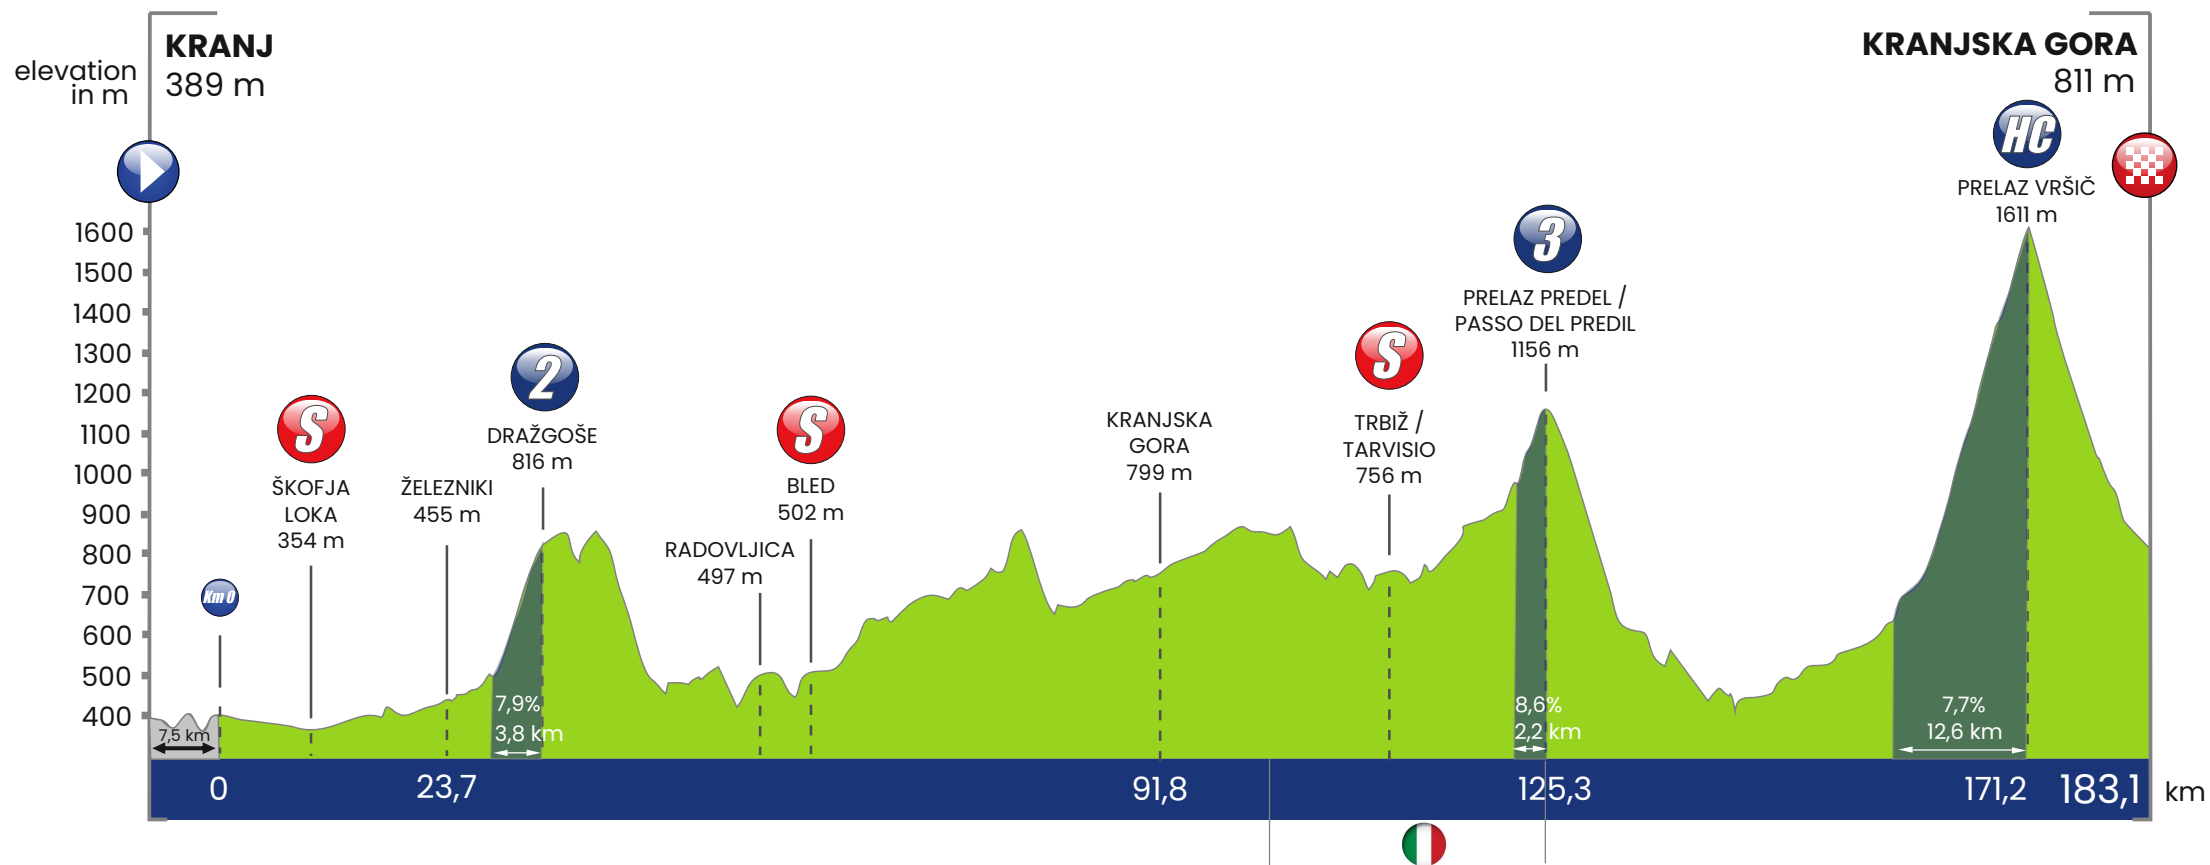 KRANJ
389 m
elevation
in m
KRANJSKA GORA
811 m
HC
PRELAZ VRŠIČ
1611 m
1600
1500
1400
1300
1200
1100
1000
900
800
700
600
500
400
Km 0
S
ŠKOFJA
LOKA
354 m
ŽELEZNIKI
455 m
2
DRAŽGOŠE
816 m
RADOVLJICA
497 m
S
BLED
502 m
KRANJSKA
GORA
799 m
S
TRBIŽ /
TARVISIO
756 m
3
PRELAZ PREDEL /
PASSO DEL PREDIL
1156 m
7,5 km
7,9%
3,8 km
8,6%
2,2 km
7,7%
12,6 km
0
23,7
91,8
125,3
171,2
183,1
km